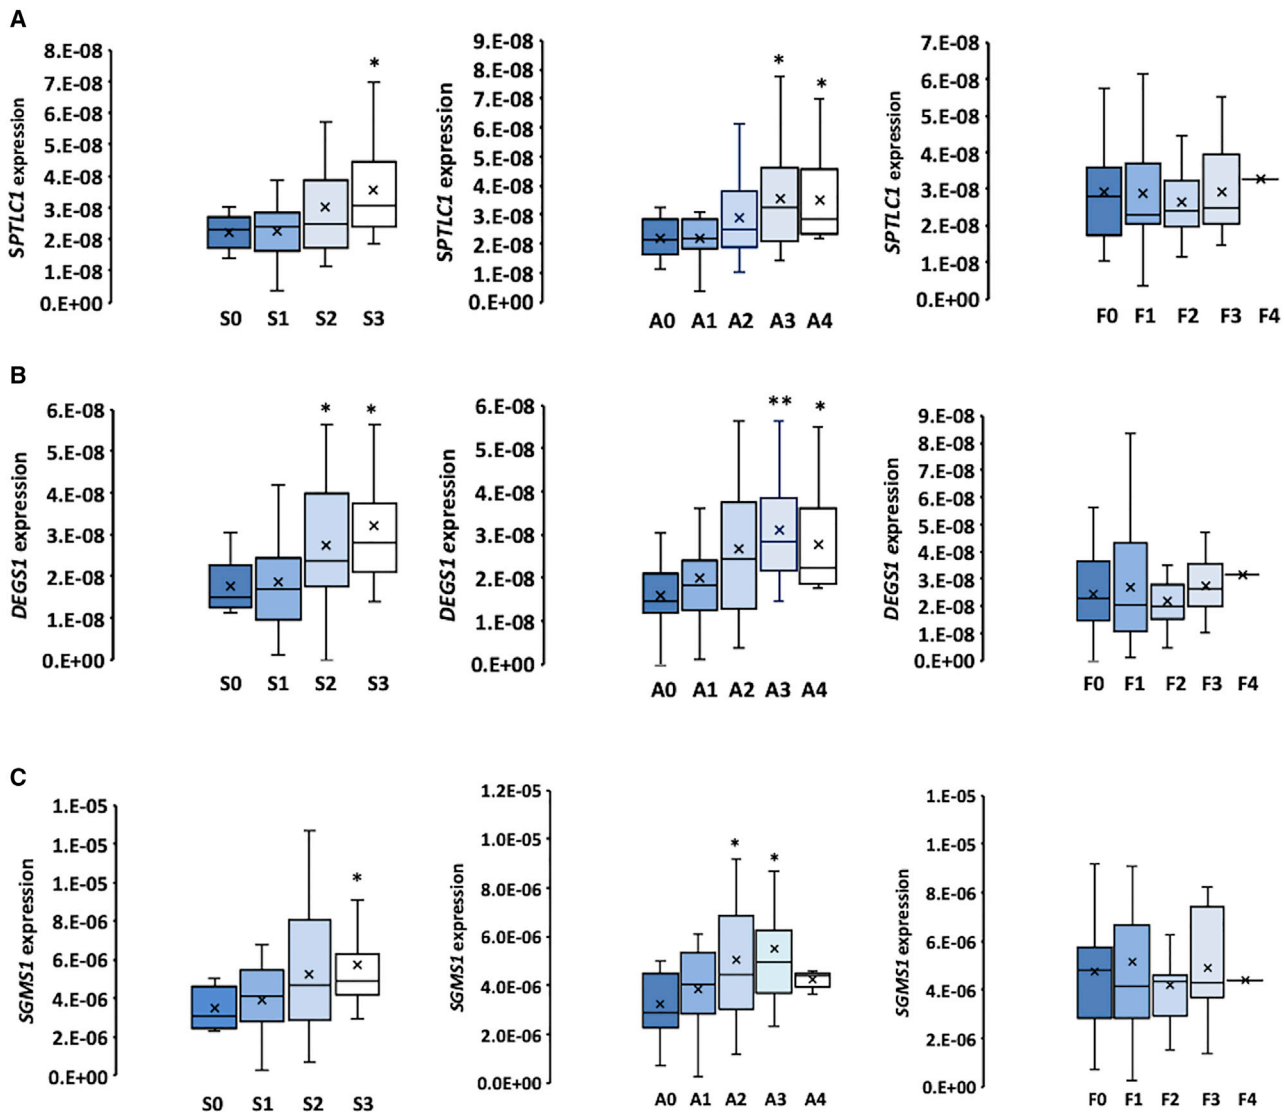 A
SPTLC1 expression
8.E-08
7.E-08
6.E-08
5.E-08
4.E-08
3.E-08
2.E-08
1.E-08
0.E+00
*
S0 S1 S2 S3
SPTLC1 expression
9.E-08
8.E-08
7.E-08
6.E-08
5.E-08
4.E-08
3.E-08
2.E-08
1.E-08
0.E+00
* *
A0 A1 A2 A3 A4
SPTLC1 expression
7.E-08
6.E-08
5.E-08
4.E-08
3.E-08
2.E-08
1.E-08
0.E+00
F0 F1 F2 F3 F4
B
DEGS1 expression
6.E-08
5.E-08
4.E-08
3.E-08
2.E-08
1.E-08
0.E+00
* *
S0 S1 S2 S3
DEGS1 expression
6.E-08
5.E-08
4.E-08
3.E-08
2.E-08
1.E-08
0.E+00
** *
A0 A1 A2 A3 A4
DEGS1 expression
9.E-08
8.E-08
7.E-08
6.E-08
5.E-08
4.E-08
3.E-08
2.E-08
1.E-08
0.E+00
F0 F1 F2 F3 F4
C
SGMS1 expression
1.E-05
1.E-05
1.E-05
8.E-06
6.E-06
4.E-06
2.E-06
0.E+00
*
S0 S1 S2 S3
SGMS1 expression
1.2E-05
1.0E-05
8.0E-06
6.0E-06
4.0E-06
2.0E-06
0.0E+00
* *
A0 A1 A2 A3 A4
SGMS1 expression
1.E-05
1.E-05
8.E-06
6.E-06
4.E-06
2.E-06
0.E+00
F0 F1 F2 F3 F4